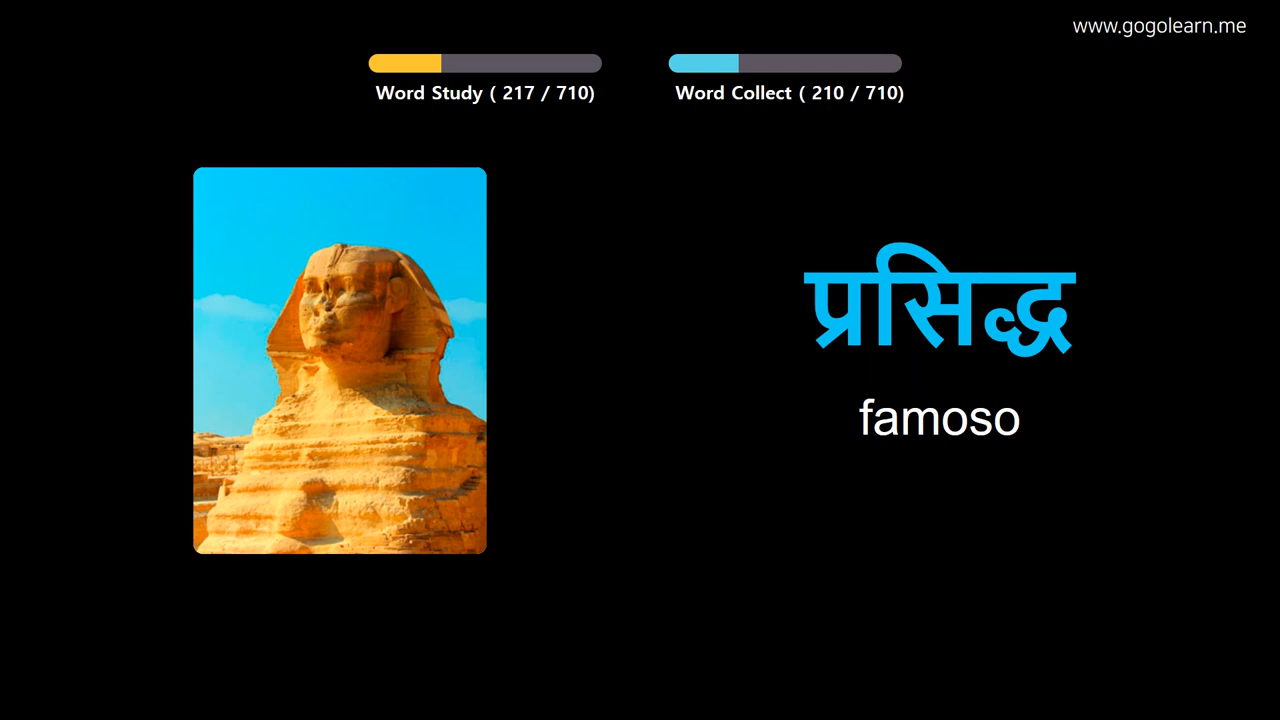 www.gogolearn.me
Word Study ( 217 / 710)
Word Collect ( 210 / 710)
प्रसिद्ध
famoso